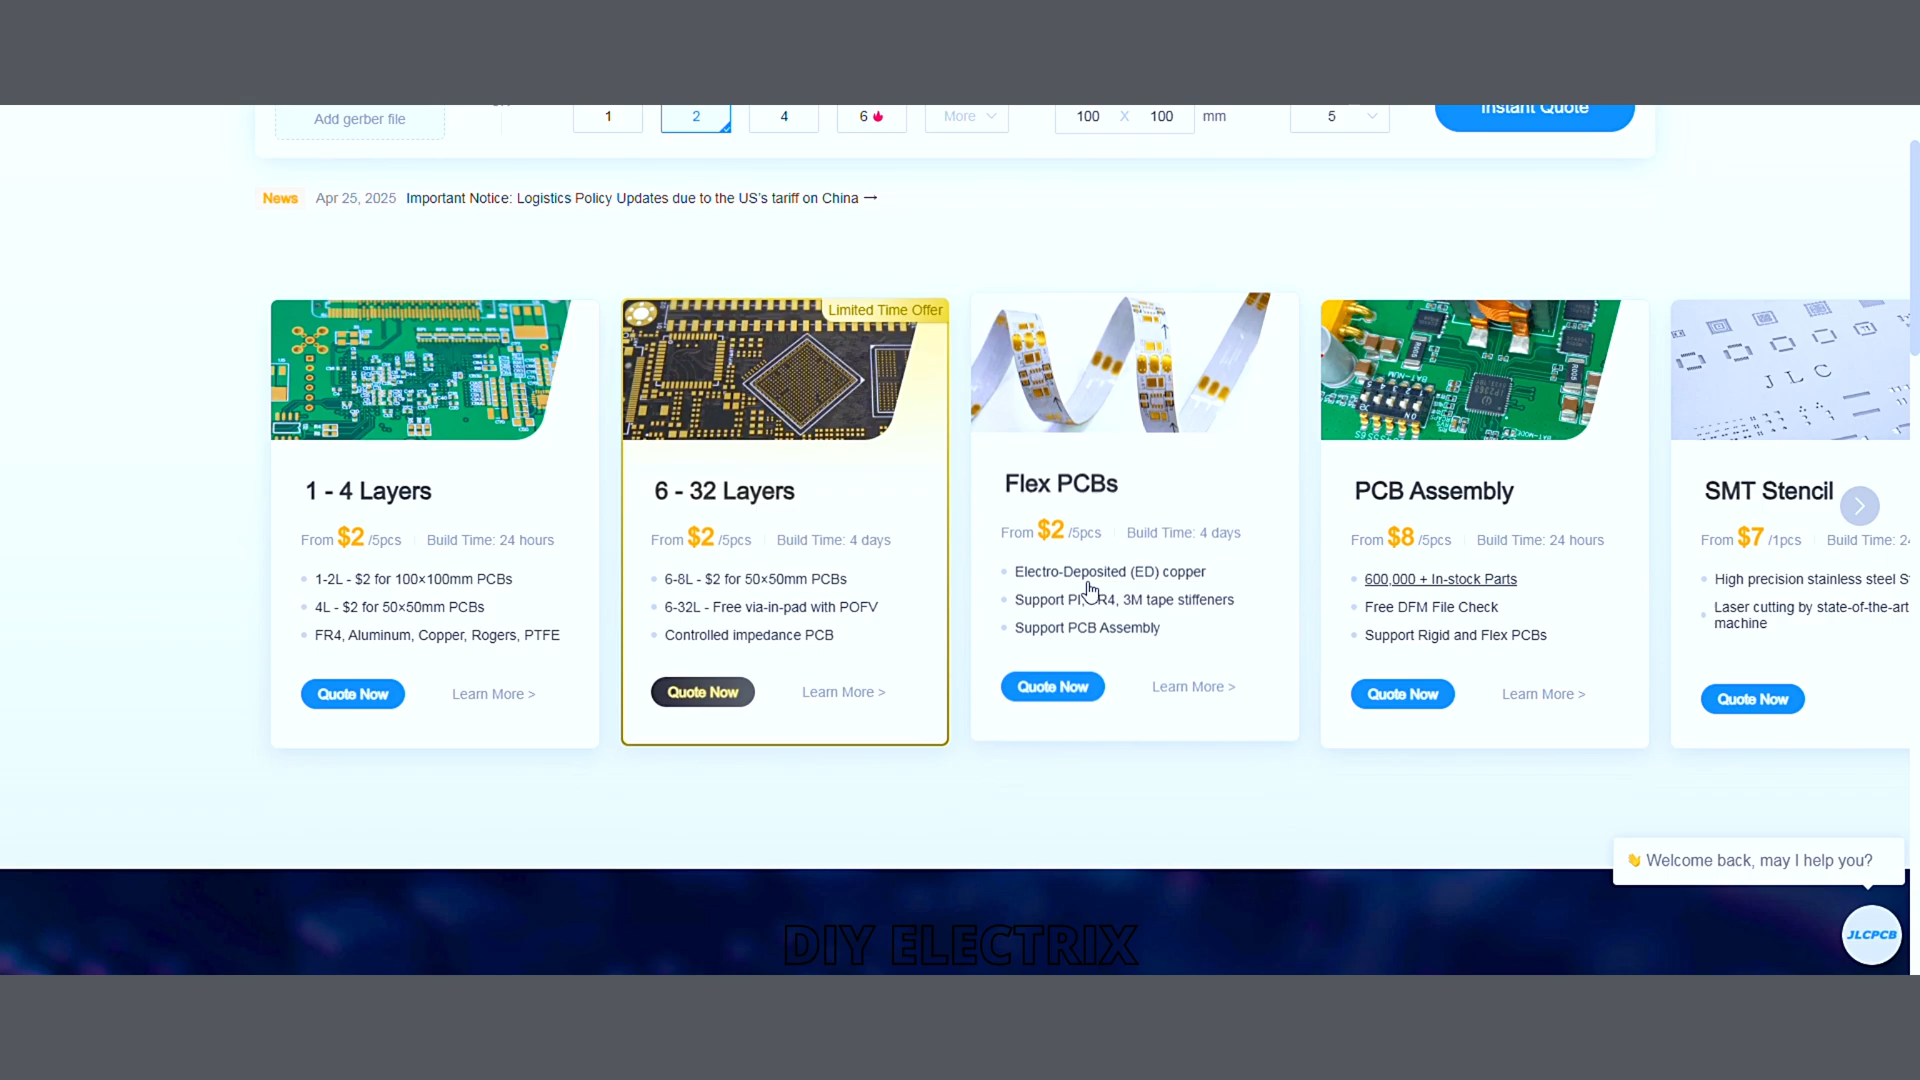 Add gerber file
1
2
4
6
More
100 X 100 mm
5
Instant Quote
News Apr 25, 2025 Important Notice: Logistics Policy Updates due to the US's tariff on China →
Limited Time Offer
JLC
1 - 4 Layers
From $2 /5pcs Build Time: 24 hours
1-2L - $2 for 100×100mm PCBs
4L - $2 for 50×50mm PCBs
FR4, Aluminum, Copper, Rogers, PTFE
Quote Now Learn More >
6 - 32 Layers
From $2 /5pcs Build Time: 4 days
6-8L - $2 for 50×50mm PCBs
6-32L - Free via-in-pad with POFV
Controlled impedance PCB
Quote Now Learn More >
Flex PCBs
From $2 /5pcs Build Time: 4 days
Electro-Deposited (ED) copper
Support PI, R4, 3M tape stiffeners
Support PCB Assembly
Quote Now Learn More >
PCB Assembly
From $8 /5pcs Build Time: 24 hours
600,000 + In-stock Parts
Free DFM File Check
Support Rigid and Flex PCBs
Quote Now Learn More >
SMT Stencil
From $7 /1pcs Build Time: 24
High precision stainless steel S
Laser cutting by state-of-the-art
machine
Quote Now
Welcome back, may I help you?
JLCPCB
DIY ELECTRIX